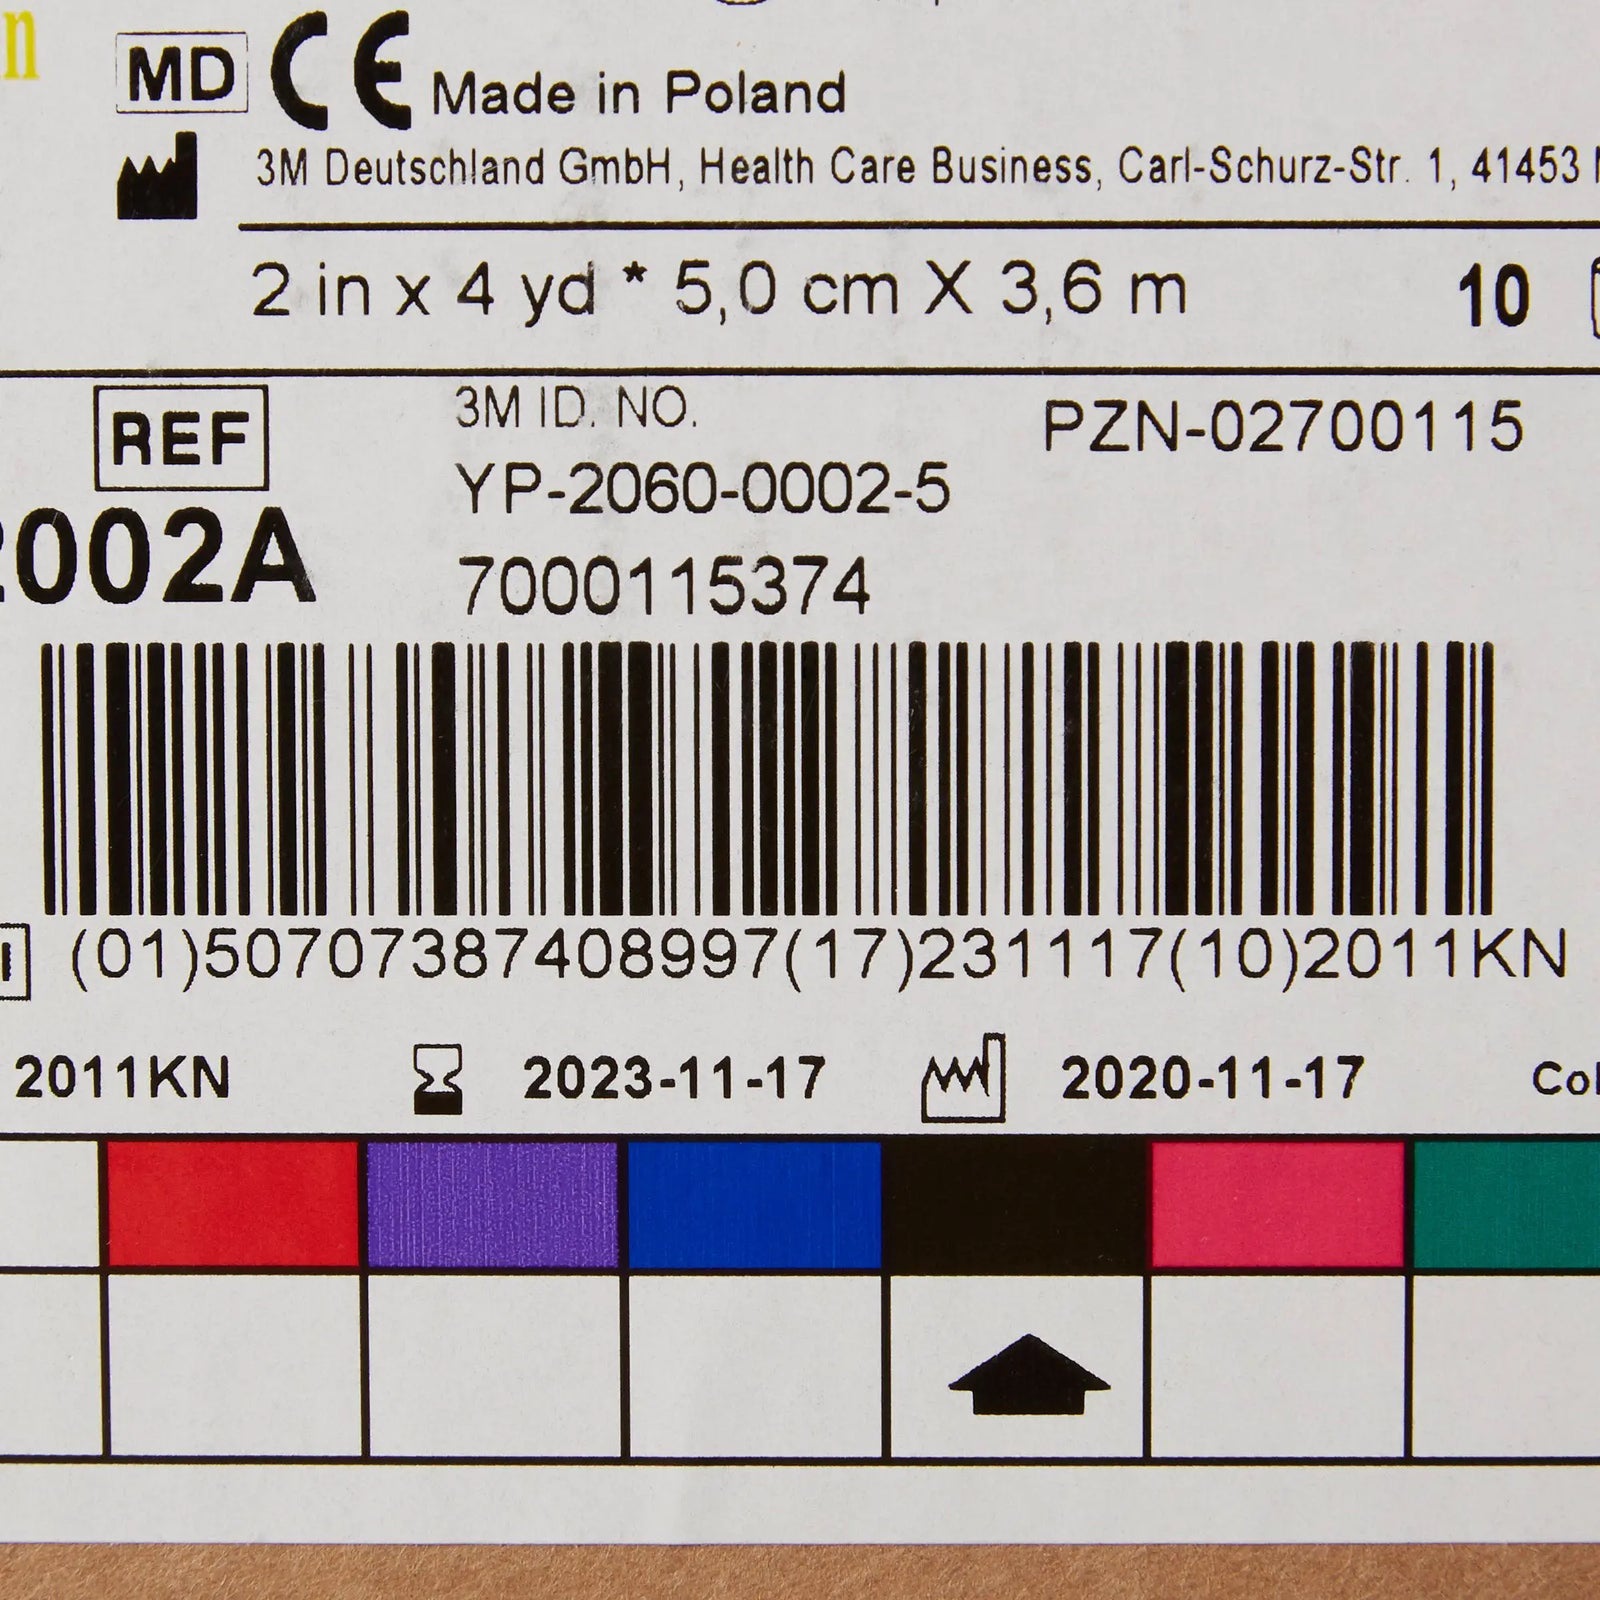 MD CE Made in Poland
3M Deutschland GmbH, Health Care Business, Carl-Schurz-Str. 1, 41453
2 in x 4 yd * 5,0 cm X 3,6 m 10
REF 3M ID. NO. PZN-02700115
YP-2060-0002-5
2002A 7000115374
(01)50707387408997(17)231117(10)2011KN
2011KN 2023-11-17 2020-11-17